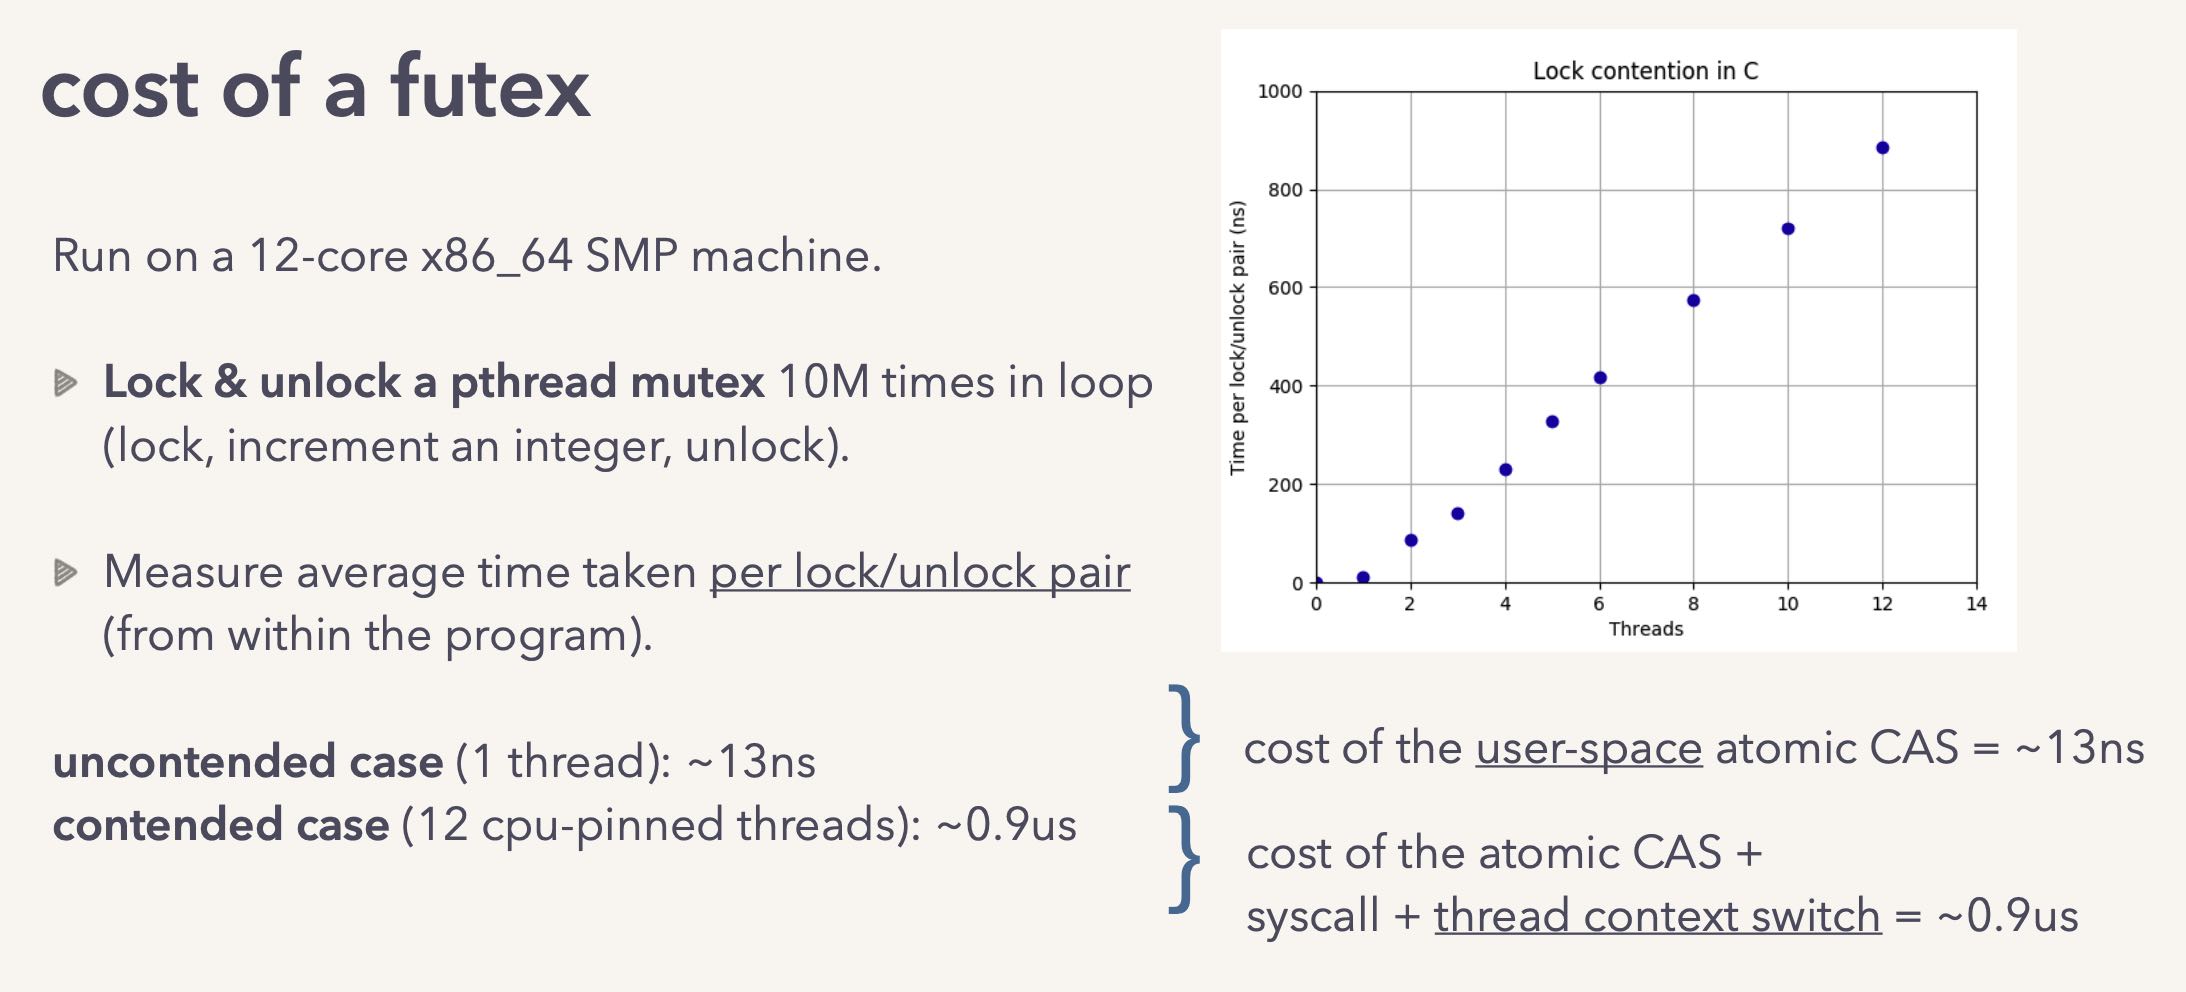 cost of a futex
Run on a 12-core x86_64 SMP machine.
Lock & unlock a pthread mutex 10M times in loop
(lock, increment an integer, unlock).
Measure average time taken per lock/unlock pair
(from within the program).
uncontended case (1 thread): ~13ns
contended case (12 cpu-pinned threads): ~0.9us
Lock contention in C
Time per lock/unlock pair (ns)
1000
800
600
400
200
0
0 2 4 6 8 10 12 14
Threads
} cost of the user-space atomic CAS = ~13ns
} cost of the atomic CAS +
syscall + thread context switch = ~0.9us